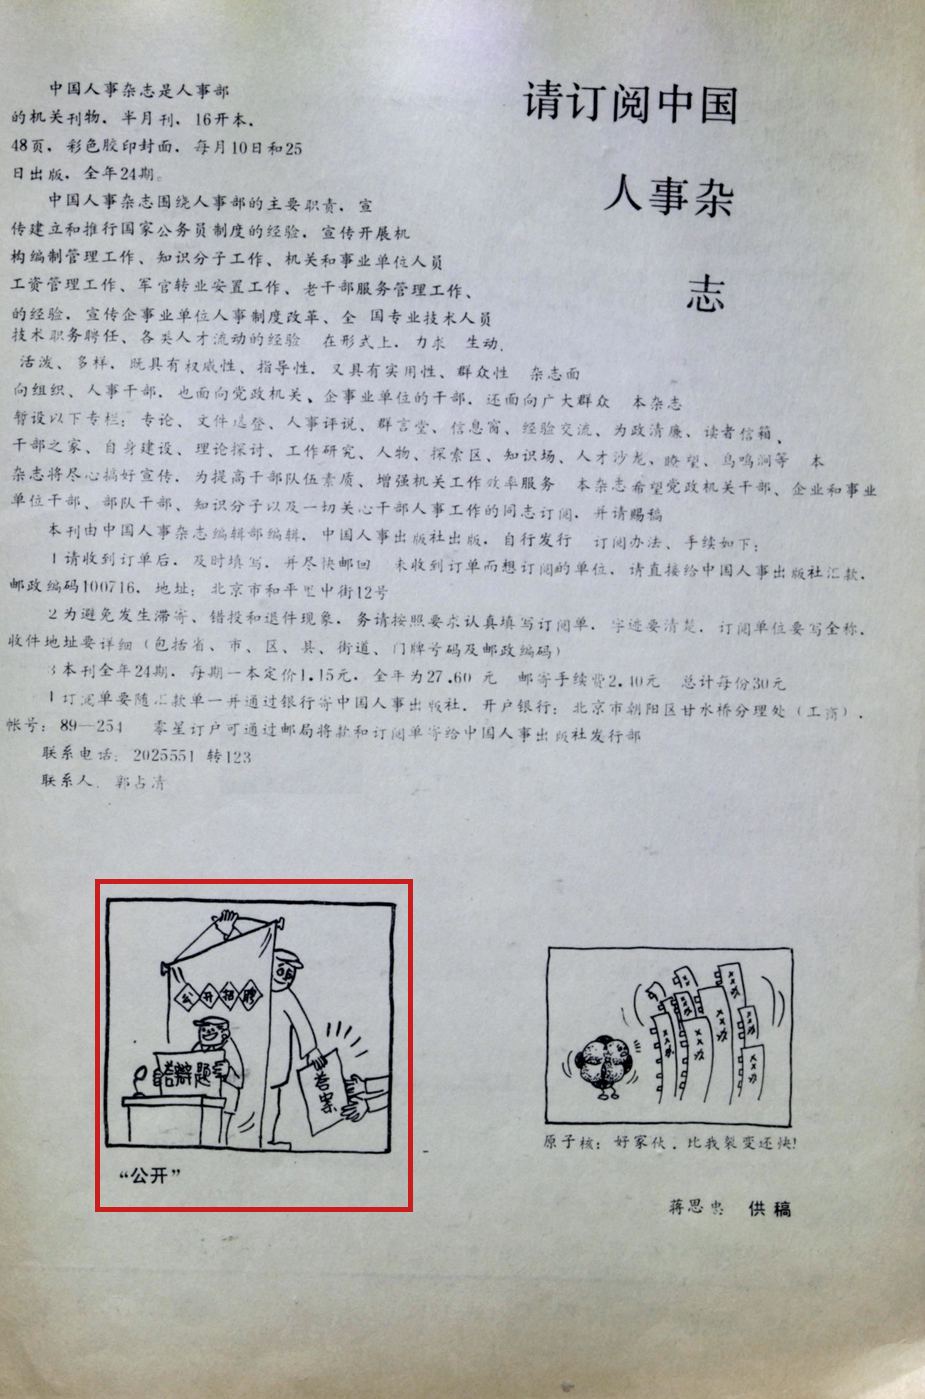 请订阅中国
人事杂
志
中国人事杂志是人事部
的机关刊物，半月刊，16开本，
48页，彩色胶印封面，每月10日和25
日出版，全年24期。
中国人事杂志围绕人事部的主要职责，宣
传建立和推行国家公务员制度的经验，宣传开展机
构编制管理工作、知识分子工作、机关和事业单位人员
工资管理工作、军官转业安置工作、老干部服务管理工作、
的经验，宣传企事业单位人事制度改革、全 国专业技术人员
技术职务聘任、各类人才流动的经验 在形式上，力求 生动、
活泼、多样，既具有权威性、指导性，又具有实用性、群众性 杂志面
向组织、人事干部，也面向党政机关、企事业单位的干部，还面向广大群众 本杂志
暂设以下专栏：专论、文件选登、人事评说、群言堂、信息窗、经验交流、为政清廉、读者信箱、
干部之家、自身建设、理论探讨、工作研究、人物、探索区、知识场、人才沙龙、瞭望、鸟鸣涧等 本
杂志将尽心搞好宣传，为提高干部队伍素质、增强机关工作效率服务 本杂志希望党政机关干部、企业和事业
单位干部、部队干部、知识分子以及一切关心干部人事工作的同志订阅，并请赐稿
本刊由中国人事杂志编辑部编辑，中国人事出版社出版，自行发行 订阅办法、手续如下：
1请收到订单后，及时填写，并尽快邮回 未收到订单而想订阅的单位，请直接给中国人事出版社汇款，
邮政编码100716，地址：北京市和平里中街12号
2为避免发生滞寄、错投和退件现象，务请按照要求认真填写订阅单，字迹要清楚，订阅单位要写全称，
收件地址要详细（包括省、市、区、县、街道、门牌号码及邮政编码）
3本刊全年24期，每期一本定价1.15元，全年为27.60 元 邮寄手续费2.40元 总计每份30元
订阅单要随汇款单一并通过银行寄中国人事出版社，开户银行：北京市朝阳区甘水桥分理处（工商），
帐号：89—254 零星订户可通过邮局将款和订阅单寄给中国人事出版社发行部
联系电话：2025551 转123
联系人：郭占清
公开招聘
答辩题
答案
“公开”
××办
××办
××办
××办
××办
××办
××办
原子核：好家伙，比我裂变还快!
蒋思忠 供稿